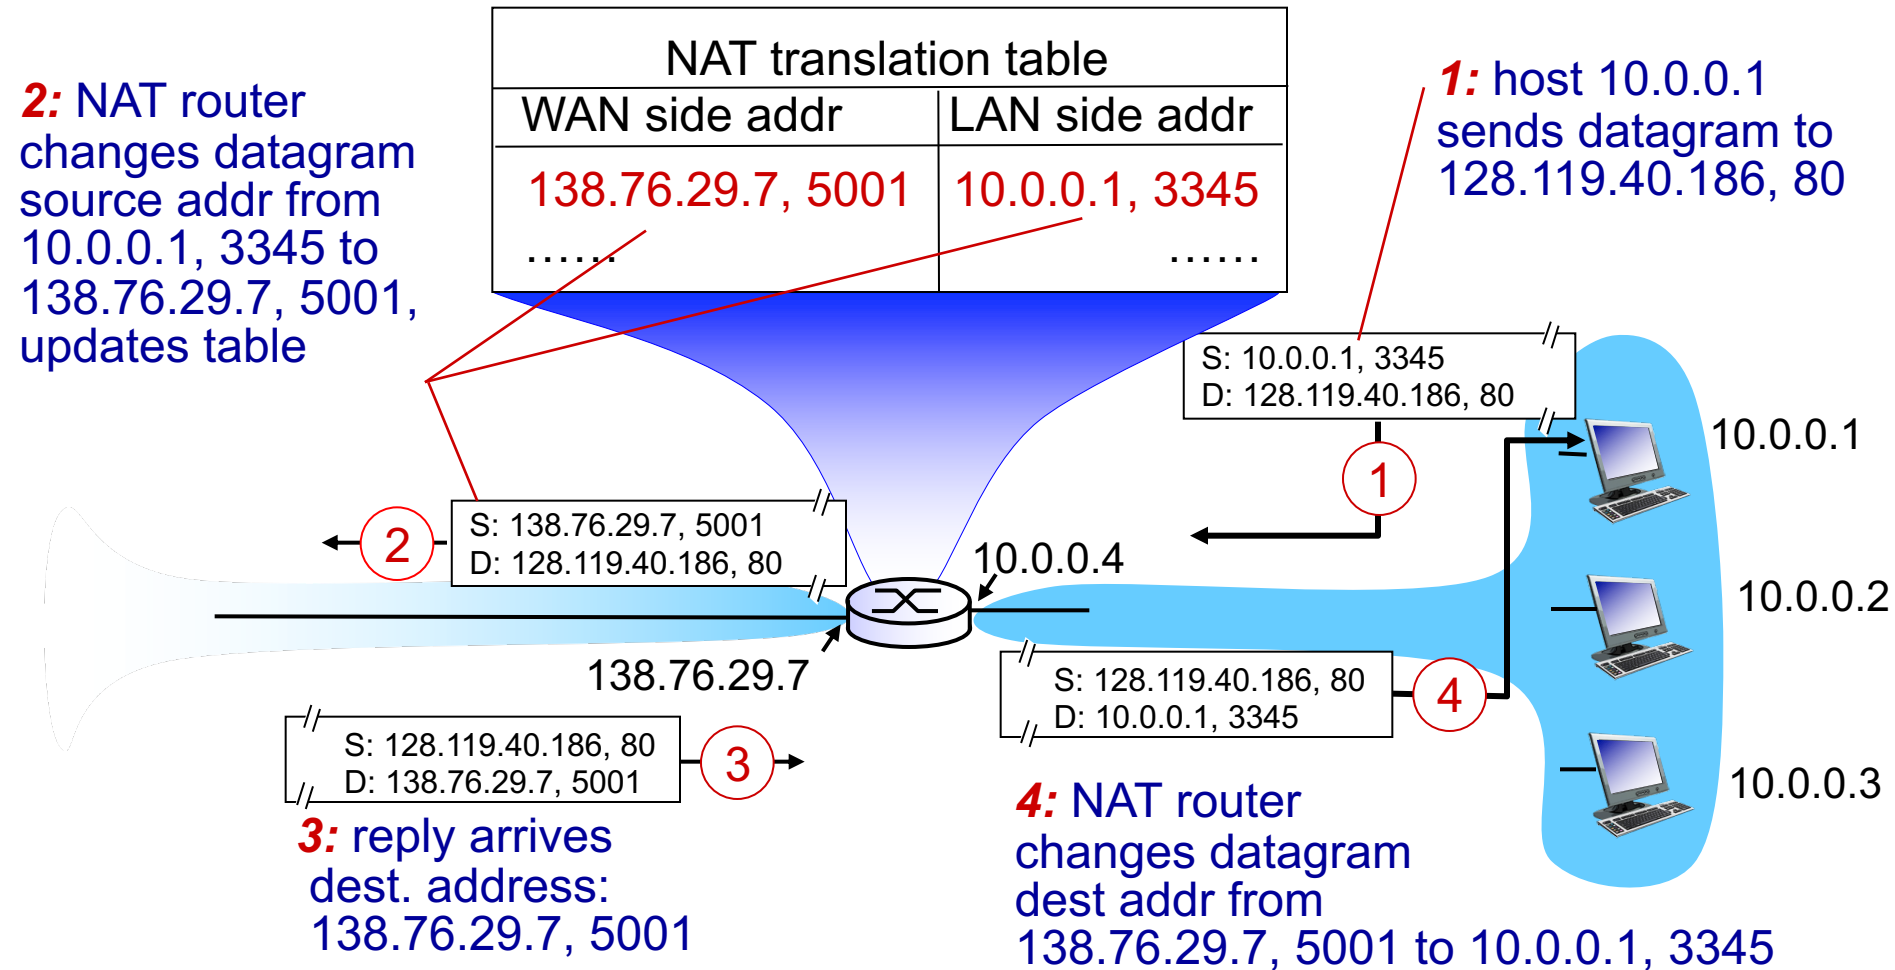 NAT translation table
WAN side addr LAN side addr
138.76.29.7, 5001 10.0.0.1, 3345
...... ......
2: NAT router
changes datagram
source addr from
10.0.0.1, 3345 to
138.76.29.7, 5001,
updates table
1: host 10.0.0.1
sends datagram to
128.119.40.186, 80
S: 10.0.0.1, 3345
D: 128.119.40.186, 80
1
10.0.0.1
S: 138.76.29.7, 5001
D: 128.119.40.186, 80
2
10.0.0.4
10.0.0.2
138.76.29.7
S: 128.119.40.186, 80
D: 10.0.0.1, 3345
4
S: 128.119.40.186, 80
D: 138.76.29.7, 5001
3
10.0.0.3
3: reply arrives
dest. address:
138.76.29.7, 5001
4: NAT router
changes datagram
dest addr from
138.76.29.7, 5001 to 10.0.0.1, 3345